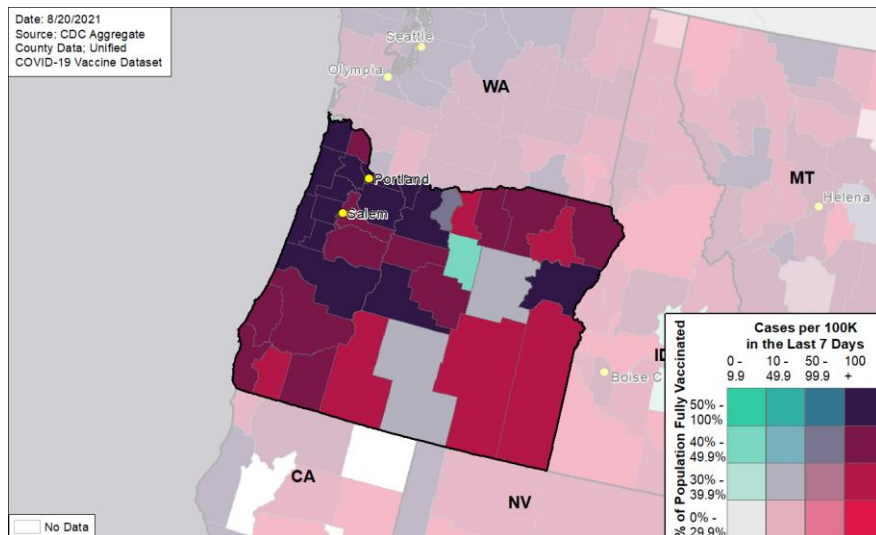 Date: 8/20/2021
Source: CDC Aggregate
County Data; Unified
COVID-19 Vaccine Dataset
Seattle
Olympia
WA
MT
Helena
Portland
Salem
ID
Boise C
CA
NV
No Data
Cases per 100K
in the Last 7 Days
0 - 9.9
10 - 49.9
50 - 99.9
100 +
% of Population Fully Vaccinated
50% - 100%
40% - 49.9%
30% - 39.9%
0% - 29.9%